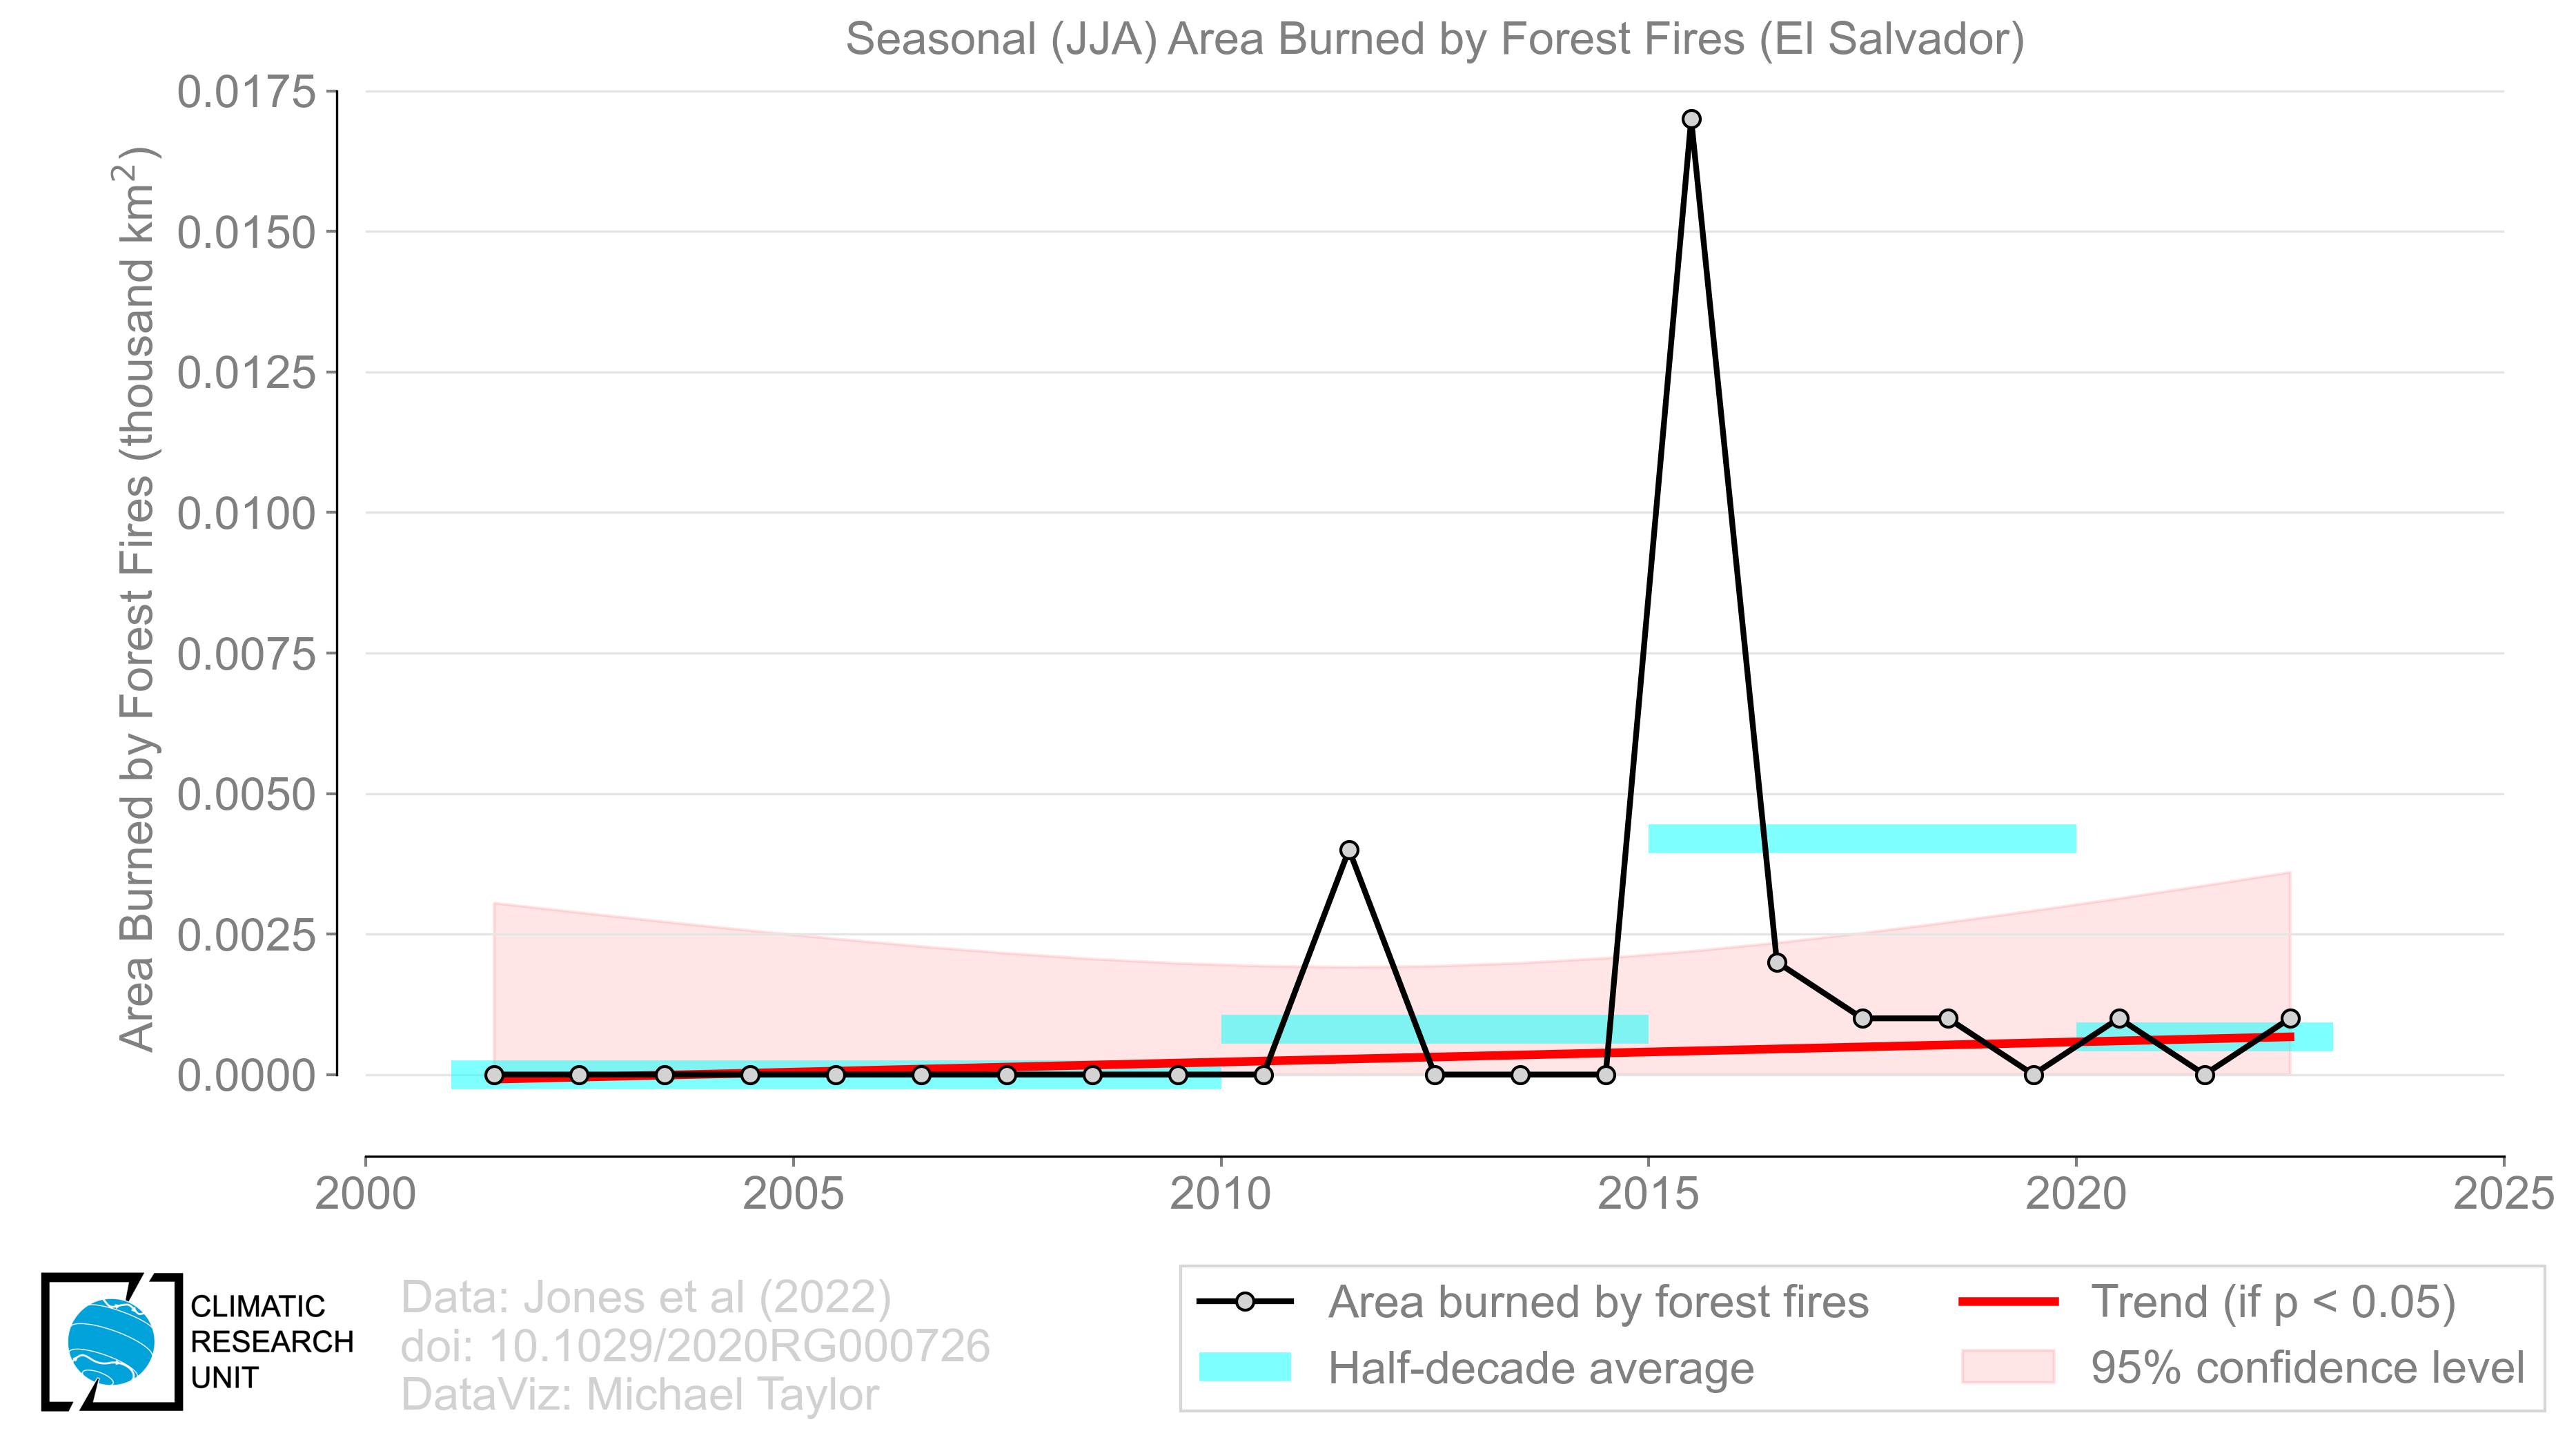 Seasonal (JJA) Area Burned by Forest Fires (El Salvador)
Area Burned by Forest Fires (thousand km²)
0.0175
0.0150
0.0125
0.0100
0.0075
0.0050
0.0025
0.0000
2000 2005 2010 2015 2020 2025
CLIMATIC
RESEARCH
UNIT
Data: Jones et al (2022)
doi: 10.1029/2020RG000726
DataViz: Michael Taylor
Area burned by forest fires
Half-decade average
Trend (if p < 0.05)
95% confidence level